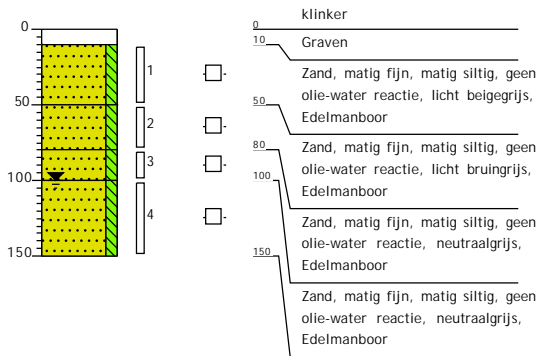 0
50
100
150
1
2
3
4
0
10
50
80
100
150
klinker
Graven
Zand, matig fijn, matig siltig, geen
olie-water reactie, licht beigegrijs,
Edelmanboor
Zand, matig fijn, matig siltig, geen
olie-water reactie, licht bruingrijs,
Edelmanboor
Zand, matig fijn, matig siltig, geen
olie-water reactie, neutraalgrijs,
Edelmanboor
Zand, matig fijn, matig siltig, geen
olie-water reactie, neutraalgrijs,
Edelmanboor